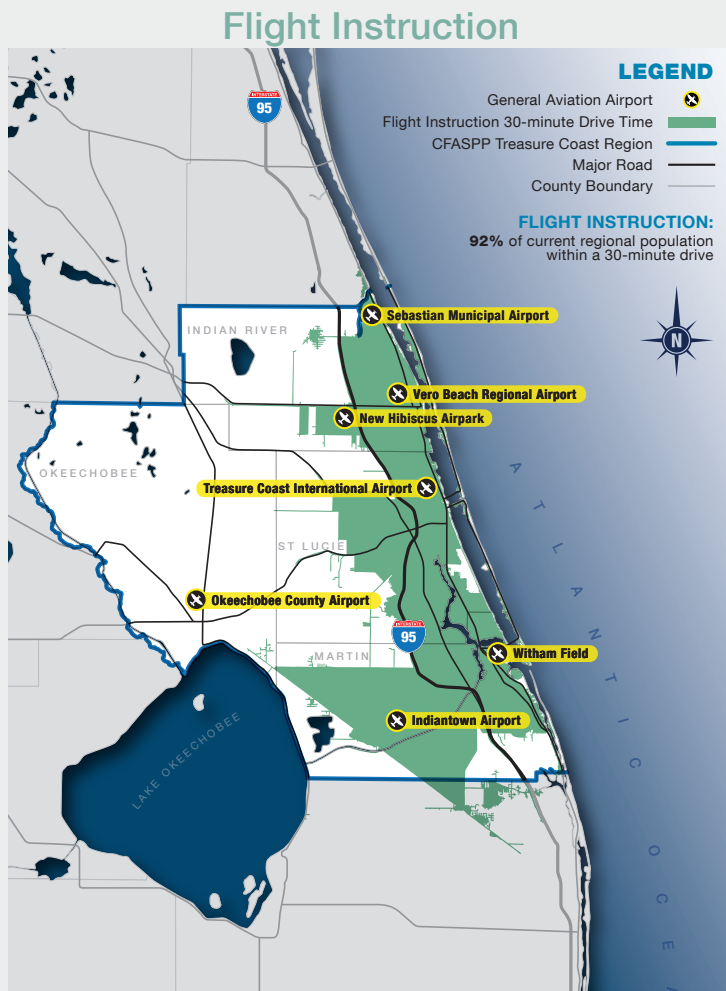 Flight Instruction
INTERSTATE
95
LEGEND
General Aviation Airport
Flight Instruction 30-minute Drive Time
CFASPP Treasure Coast Region
Major Road
County Boundary
FLIGHT INSTRUCTION:
92% of current regional population
within a 30-minute drive
N
INDIAN RIVER
Sebastian Municipal Airport
Vero Beach Regional Airport
New Hibiscus Airpark
OKEECHOBEE
Treasure Coast International Airport
ST LUCIE
Okeechobee County Airport
INTERSTATE
95
MARTIN
Witham Field
Indiantown Airport
LAKE OKEECHOBEE
ATLANTIC OCEA